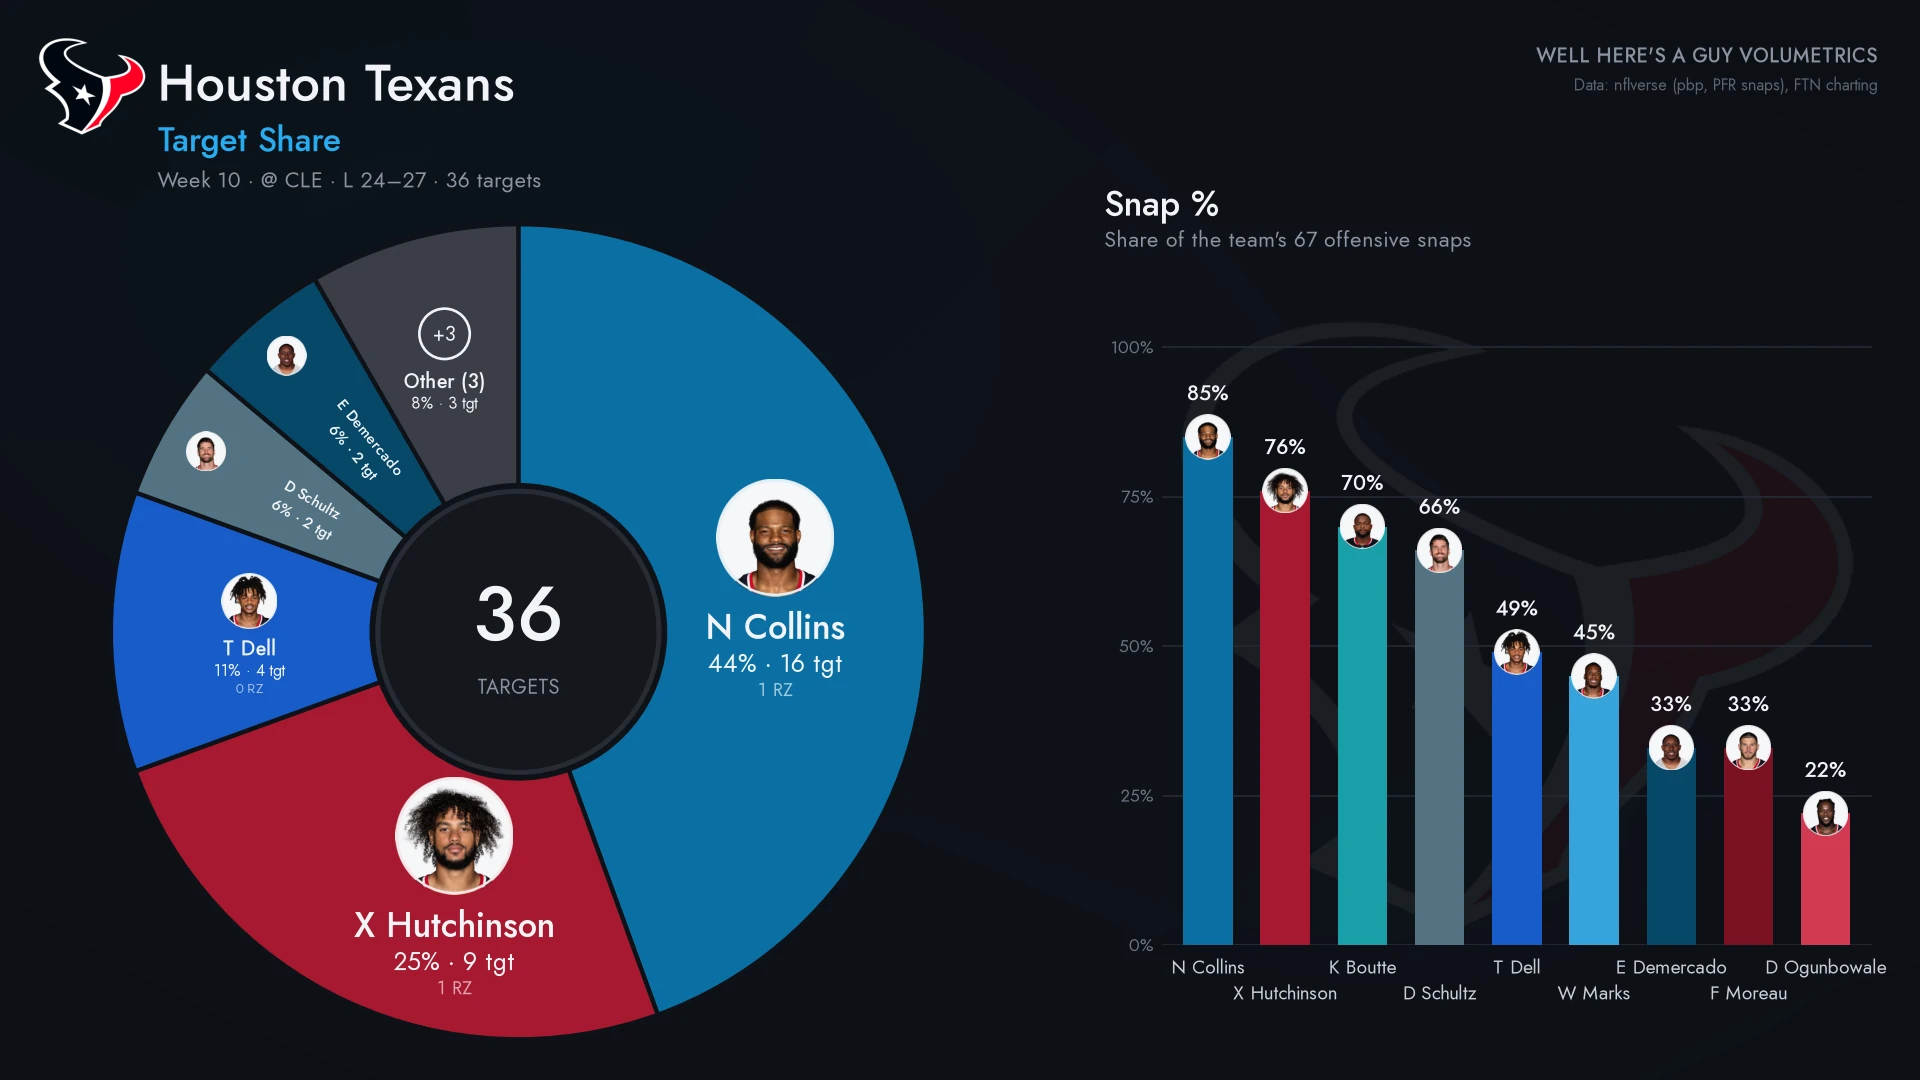 Houston Texans
Target Share
Week 10 · @ CLE · L 24–27 · 36 targets
WELL HERE'S A GUY VOLUMETRICS
Data: nflverse (pbp, PFR snaps), FTN charting
+3
Other (3)
8% · 3 tgt
E Demercado
6% · 2 tgt
D Schultz
6% · 2 tgt
T Dell
11% · 4 tgt
0 RZ
36
TARGETS
N Collins
44% · 16 tgt
1 RZ
X Hutchinson
25% · 9 tgt
1 RZ
Snap %
Share of the team's 67 offensive snaps
100%
75%
50%
25%
0%
85%
76%
70%
66%
49%
45%
33%
33%
22%
N Collins
X Hutchinson
K Boutte
D Schultz
T Dell
W Marks
E Demercado
F Moreau
D Ogunbowale